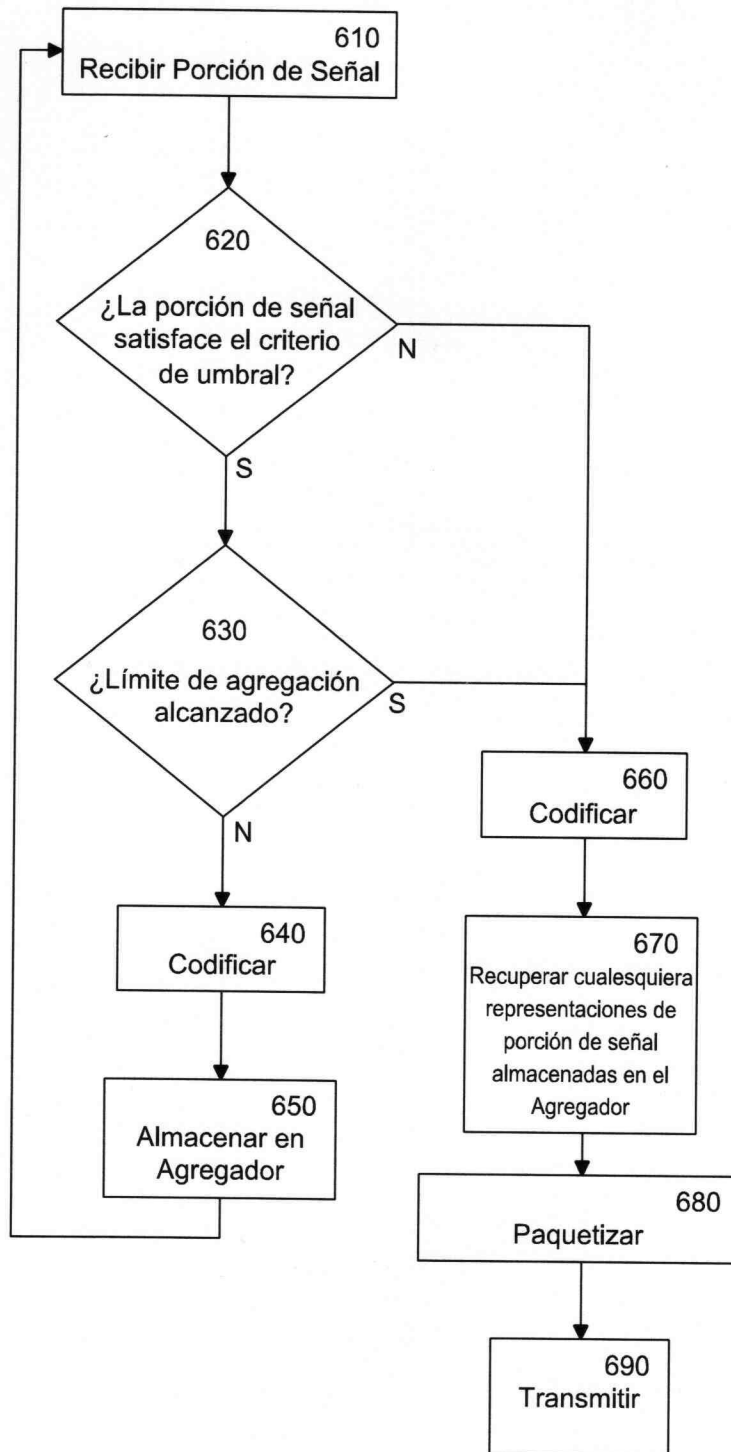 610
Recibir Porción de Señal
620
¿La porción de señal
satisface el criterio
de umbral?
N
S
630
¿Límite de agregación
alcanzado?
S
N
660
Codificar
640
Codificar
670
Recuperar cualesquiera
representaciones de
porción de señal
almacenadas en el
Agregador
650
Almacenar en
Agregador
680
Paquetizar
690
Transmitir